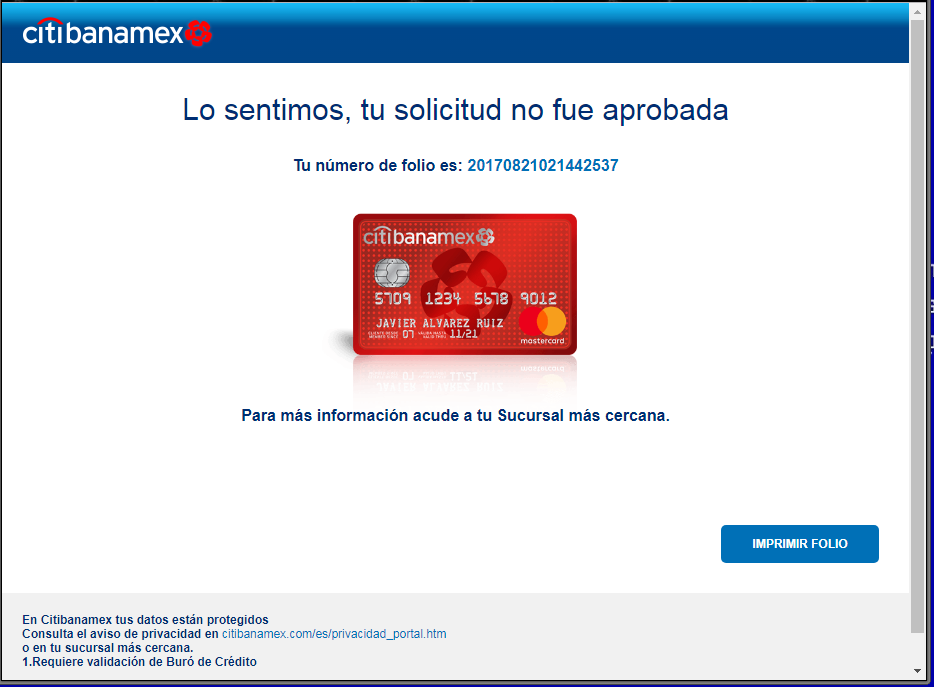 citibanamex
Lo sentimos, tu solicitud no fue aprobada
Tu número de folio es: 20170821021442537
citibanamex
5709 1234 5678 9012
JAVIER ALVAREZ RUIZ
07 11/21
mastercard
Para más información acude a tu Sucursal más cercana.
IMPRIMIR FOLIO
En Citibanamex tus datos están protegidos
Consulta el aviso de privacidad en citibanamex.com/es/privacidad_portal.htm
o en tu sucursal más cercana.
1.Requiere validación de Buró de Crédito